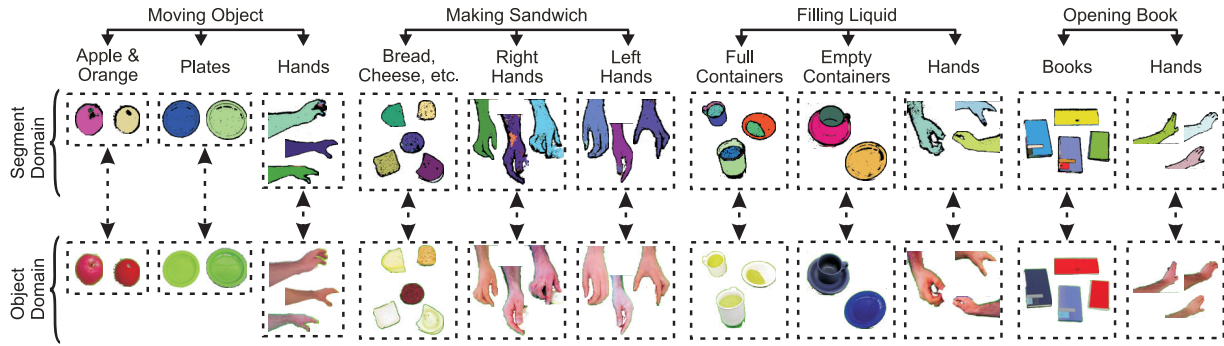 Moving Object
Making Sandwich
Filling Liquid
Opening Book
Apple &
Orange
Plates
Hands
Bread,
Cheese, etc.
Right
Hands
Left
Hands
Full
Containers
Empty
Containers
Hands
Books
Hands
Segment
Domain
Object
Domain